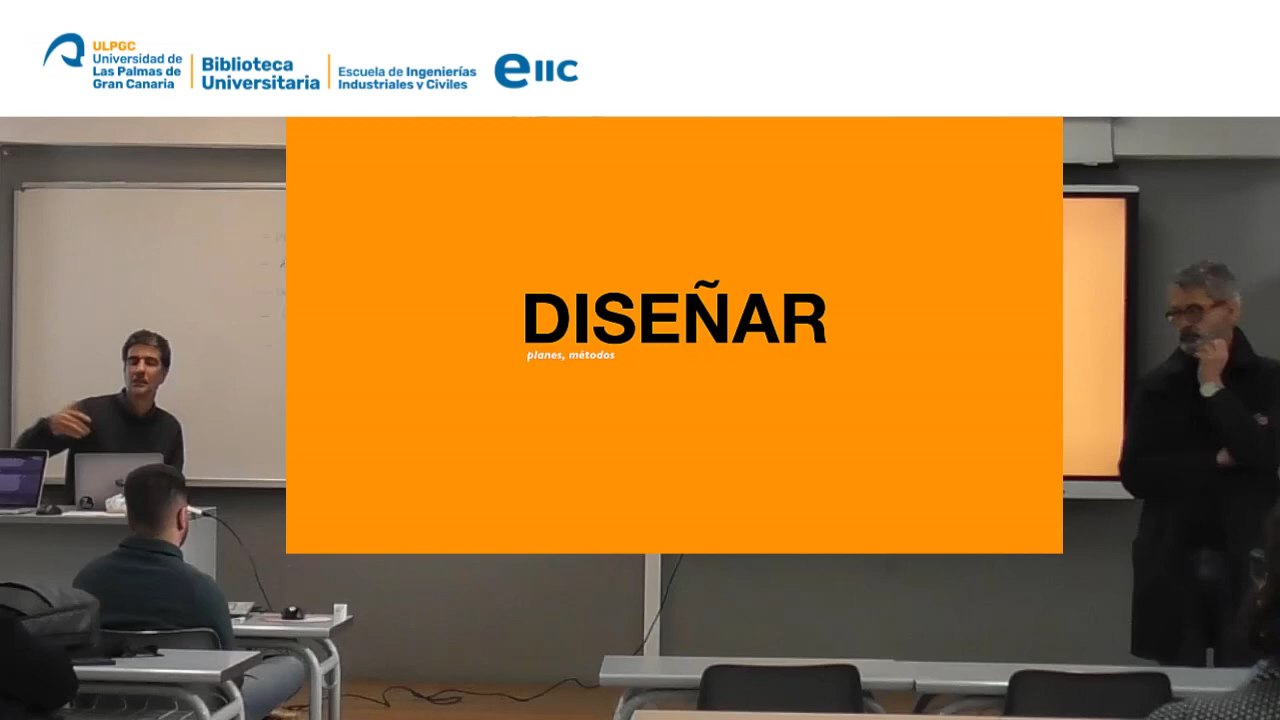 ULPGC
Universidad de
Las Palmas de
Gran Canaria
Biblioteca
Universitaria
Escuela de Ingenierías
Industriales y Civiles
eiic
DISEÑAR
planes, métodos